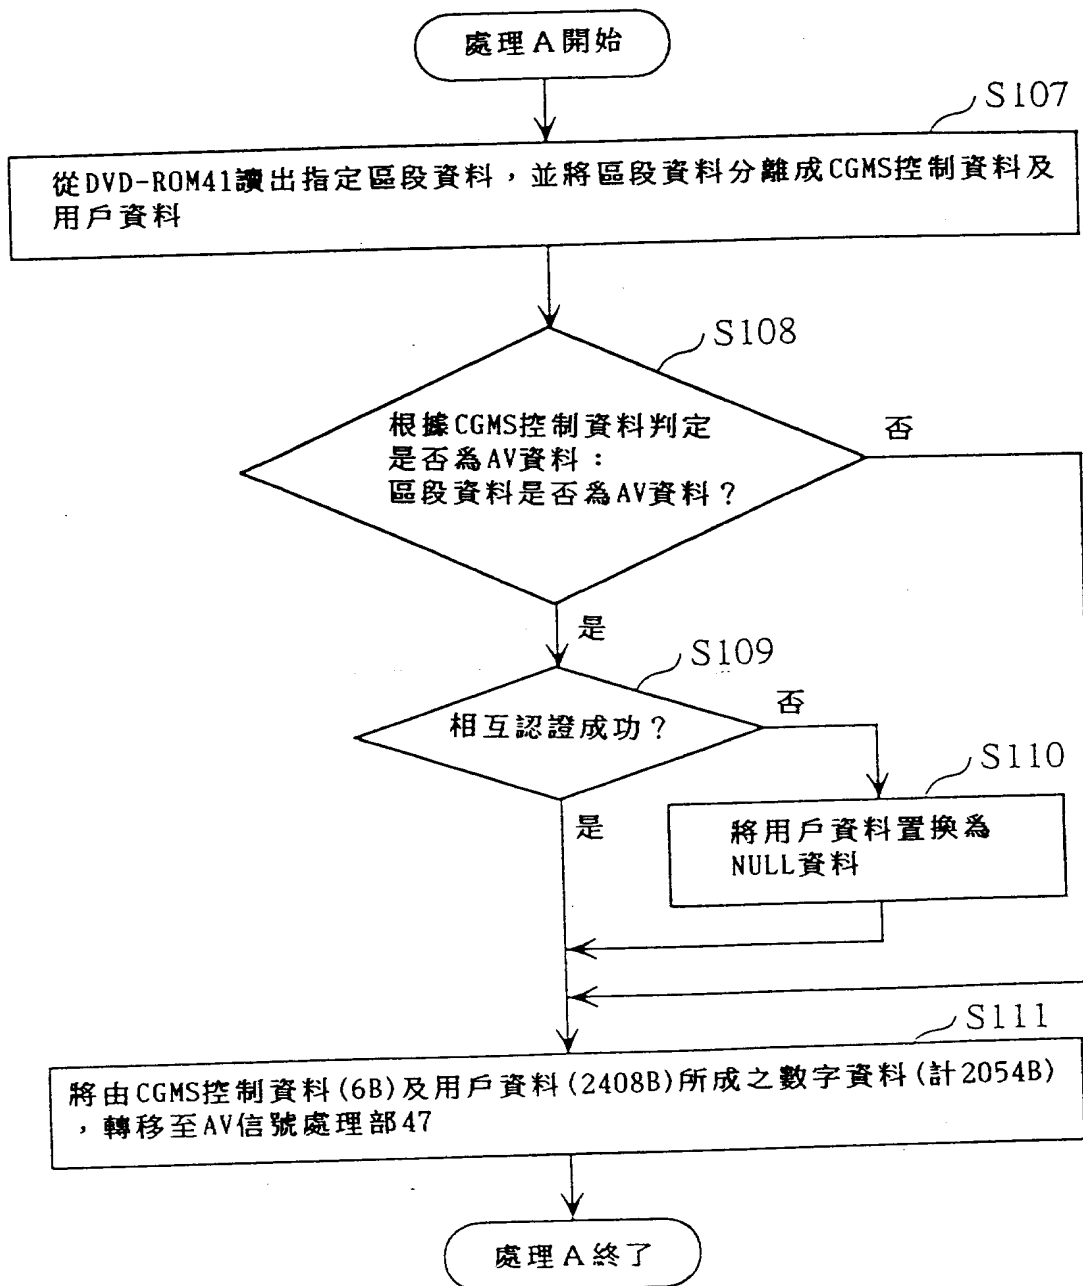 處理A開始
S107
從DVD-ROM41讀出指定區段資料，並將區段資料分離成CGMS控制資料及
用戶資料
S108
根據CGMS控制資料判定
是否為AV資料：
區段資料是否為AV資料？
否
是
S109
相互認證成功？
否
S110
是
將用戶資料置換為
NULL資料
S111
將由CGMS控制資料(6B)及用戶資料(2408B)所成之數字資料(計2054B)
，轉移至AV信號處理部47
處理A終了